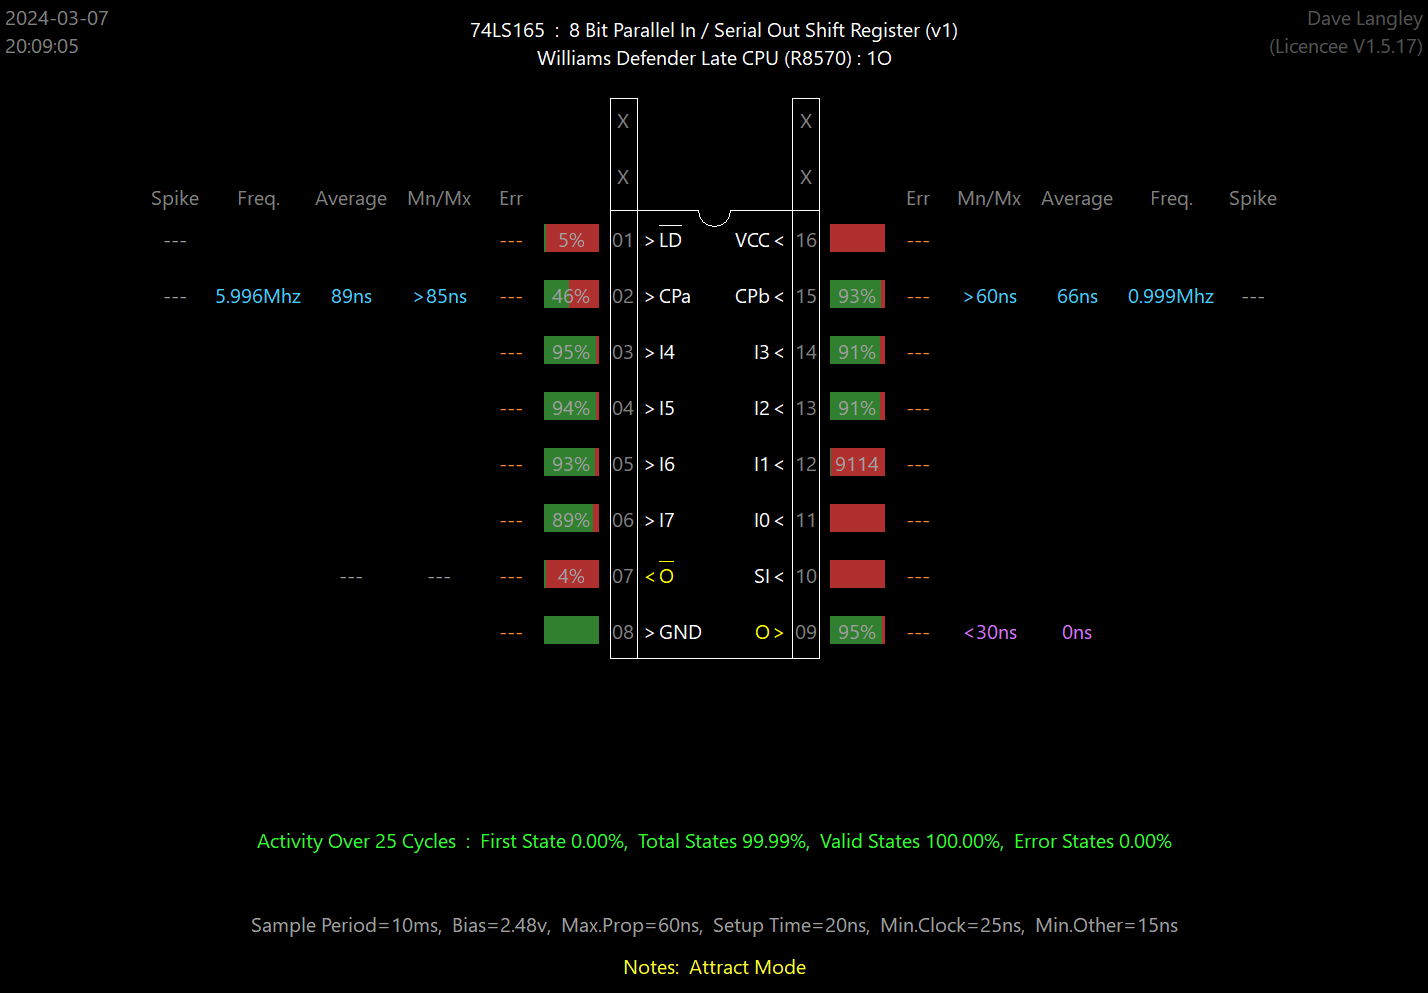 2024-03-07
20:09:05
74LS165 : 8 Bit Parallel In / Serial Out Shift Register (v1)
Williams Defender Late CPU (R8570) : 1O
Dave Langley
(Licencee V1.5.17)
X X
X X
Spike Freq. Average Mn/Mx Err Err Mn/Mx Average Freq. Spike
--- --- 5% 01 > LD VCC < 16 ---
--- 5.996Mhz 89ns >85ns --- 46% 02 > CPa CPb < 15 93% --- >60ns 66ns 0.999Mhz ---
--- 95% 03 > I4 I3 < 14 91% ---
--- 94% 04 > I5 I2 < 13 91% ---
--- 93% 05 > I6 I1 < 12 9114 ---
--- 89% 06 > I7 I0 < 11 ---
--- --- --- 4% 07 < O SI < 10 ---
--- 08 > GND O > 09 95% --- <30ns 0ns
Activity Over 25 Cycles : First State 0.00%, Total States 99.99%, Valid States 100.00%, Error States 0.00%
Sample Period=10ms, Bias=2.48v, Max.Prop=60ns, Setup Time=20ns, Min.Clock=25ns, Min.Other=15ns
Notes: Attract Mode